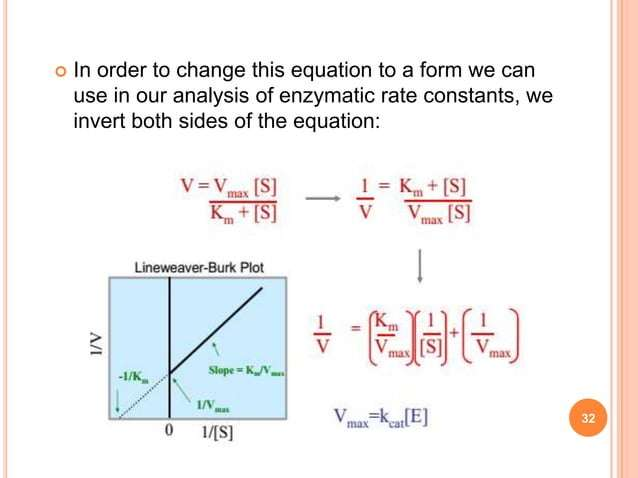 In order to change this equation to a form we can
use in our analysis of enzymatic rate constants, we
invert both sides of the equation:
V = Vmax [S]
Km + [S]
1 = Km + [S]
V Vmax [S]
Lineweaver-Burk Plot
1 = (Km) (1) + (1)
V (Vmax) ([S]) (Vmax)
1/V
Slope = Km/Vmax
-1/Km
1/Vmax
0 1/[S]
Vmax=kcat[E]
32